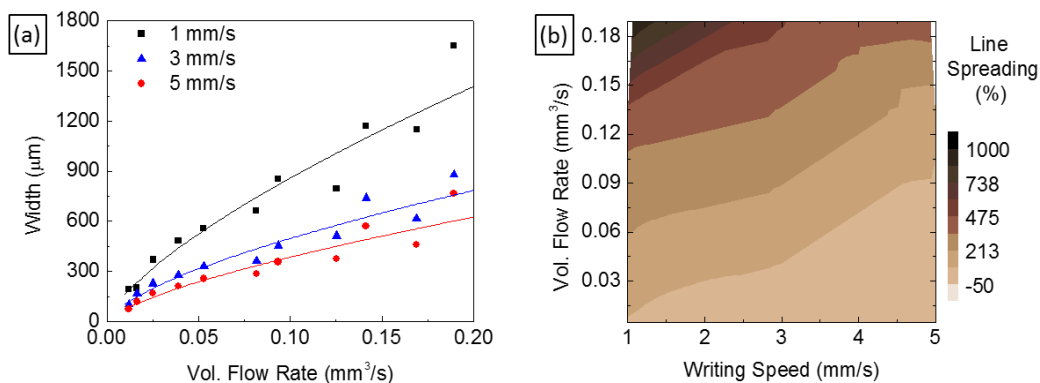 (a)
1800
1500
1200
900
600
300
0
Width (μm)
1 mm/s
3 mm/s
5 mm/s
0.00 0.05 0.10 0.15 0.20
Vol. Flow Rate (mm³/s)
(b)
0.18
0.15
0.12
0.09
0.06
0.03
Vol. Flow Rate (mm³/s)
1 2 3 4 5
Writing Speed (mm/s)
Line
Spreading
(%)
1000
738
475
213
-50